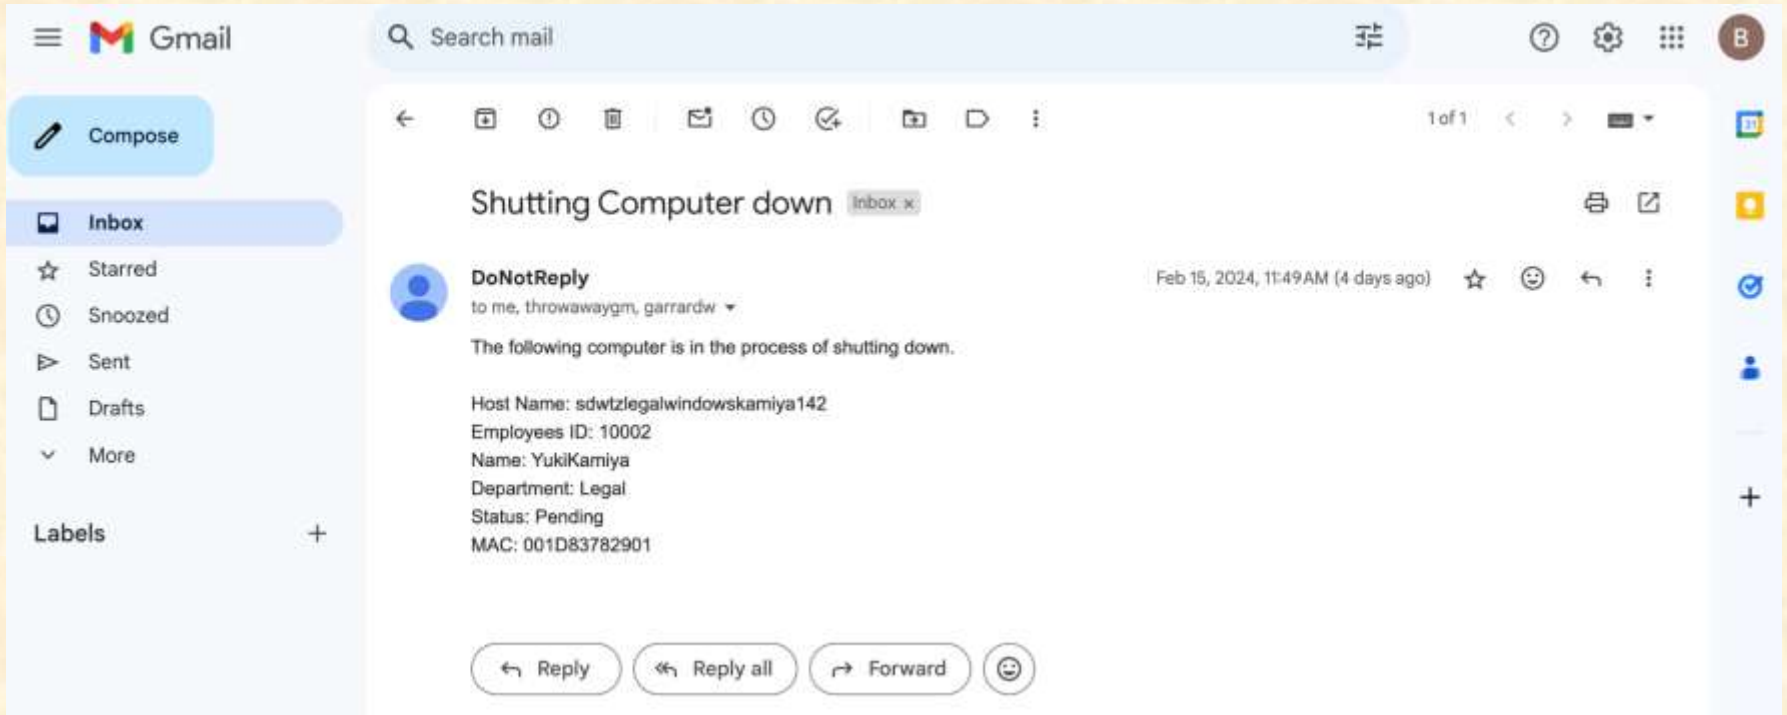 Gmail
Search mail
B
Compose
1 of 1
31
Shutting Computer down Inbox x
Inbox
Starred
DoNotReply
Feb 15, 2024, 11:49 AM (4 days ago)
to me, throwawaygm, garrardw
Snoozed
The following computer is in the process of shutting down.
Sent
Drafts
More
Host Name: sdwtzlegalwindowskamiya142
Employees ID: 10002
Name: YukiKamiya
Department: Legal
Status: Pending
MAC: 001D83782901
Labels
Reply
Reply all
Forward